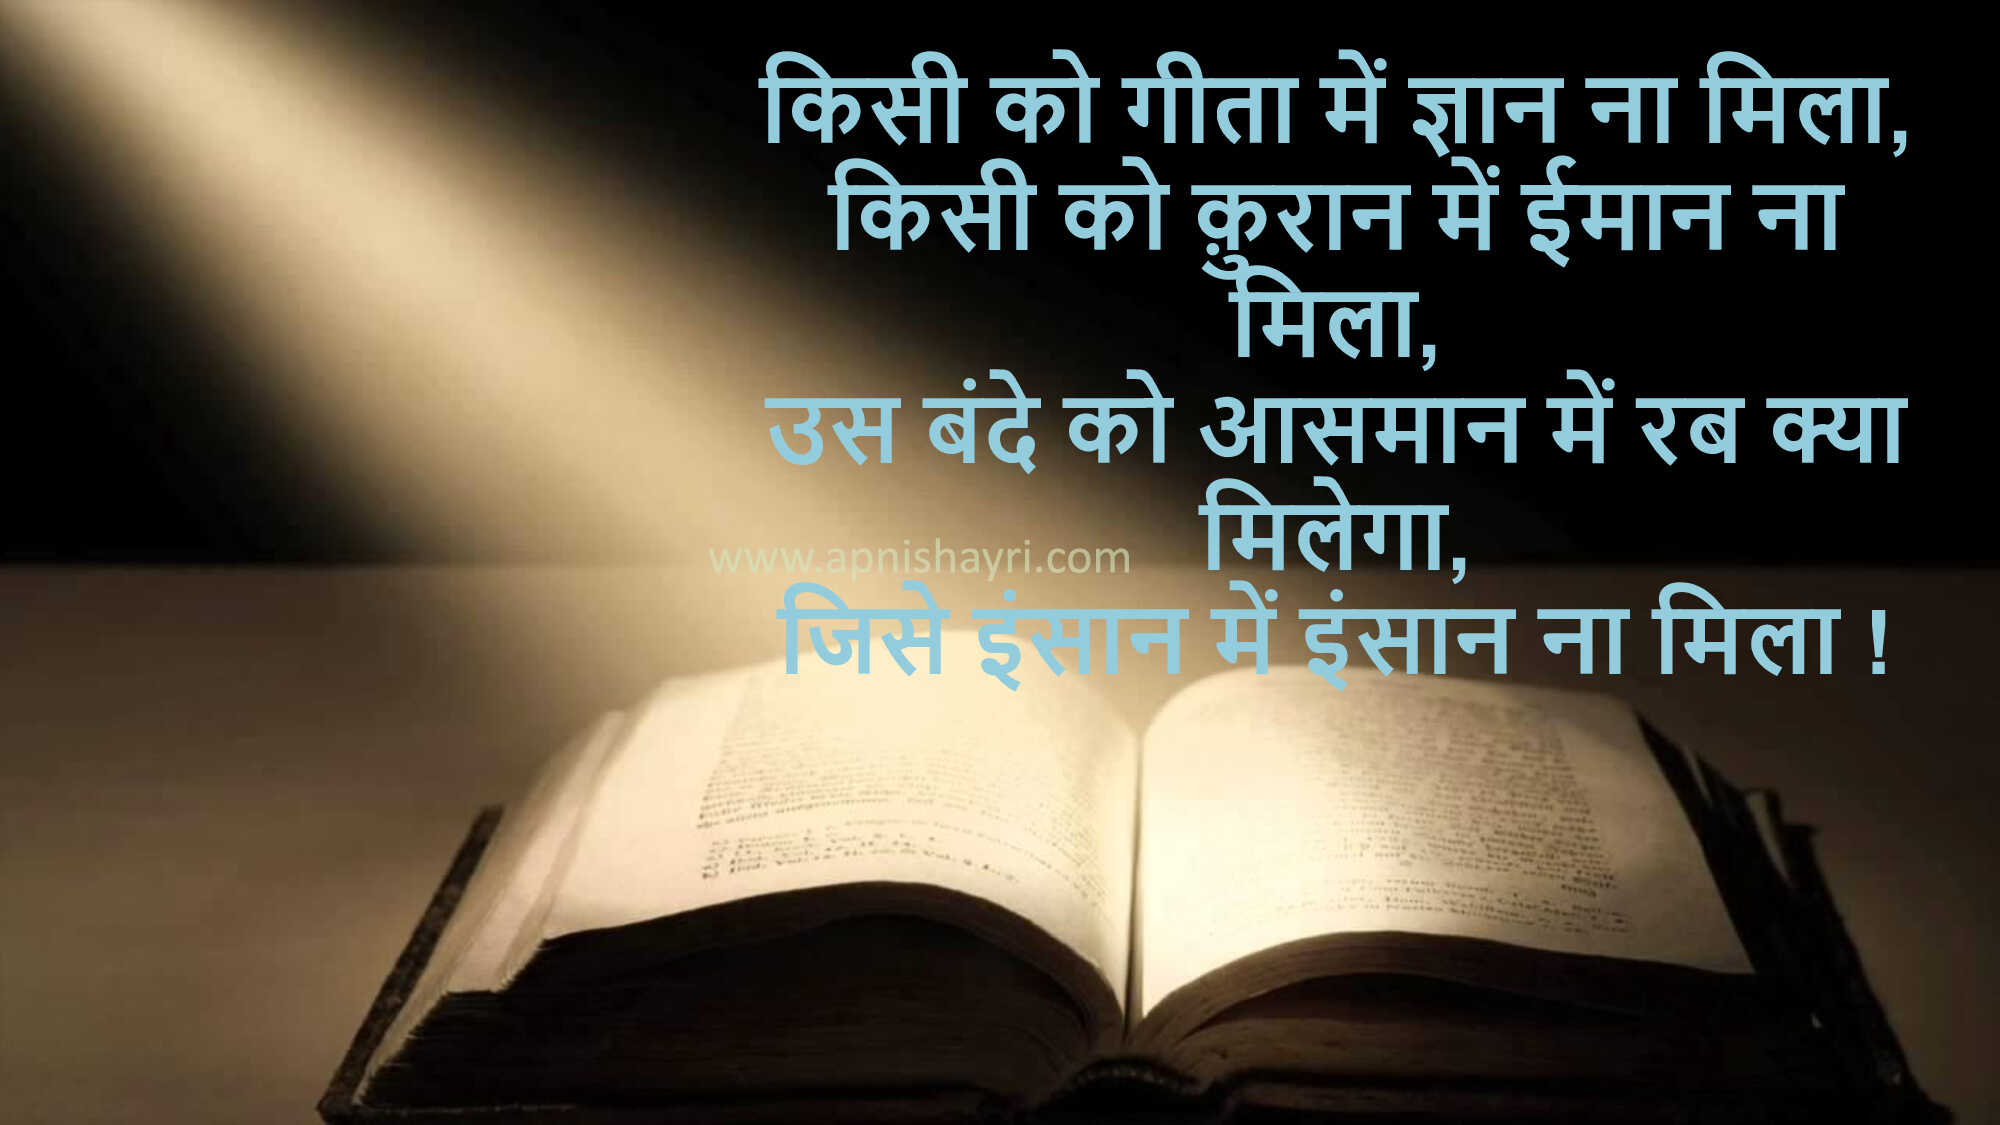 किसी को गीता में ज्ञान ना मिला,
किसी को क़ुरान में ईमान ना
मिला,
उस बंदे को आसमान में रब क्या
मिलेगा,
www.apnishayri.com
जिसे इंसान में इंसान ना मिला !